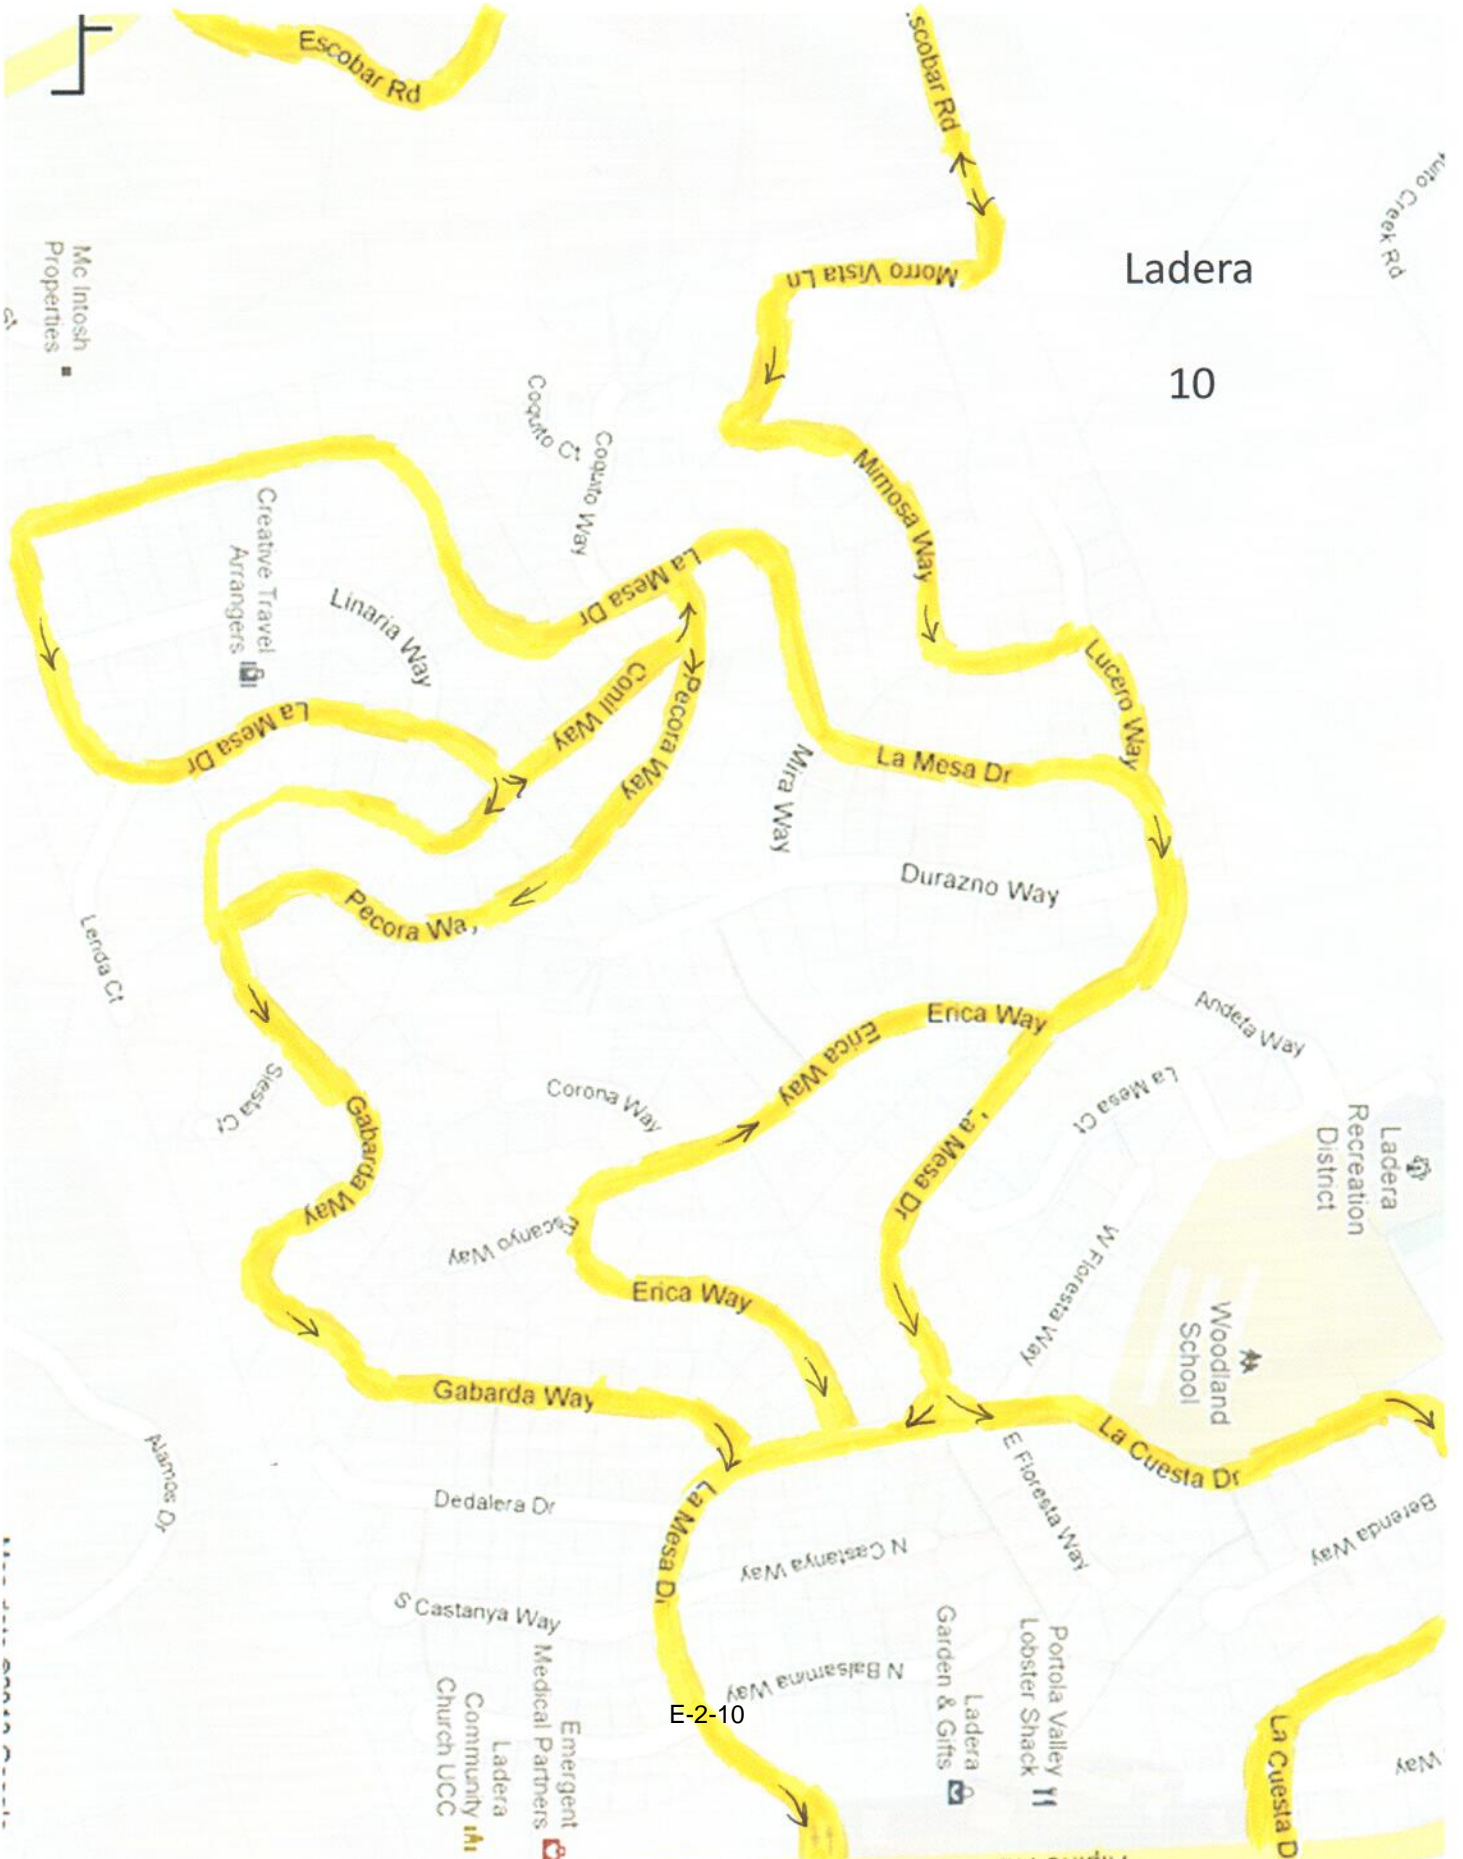 Escobar Rd
scobar Rd
uito Creek Rd
Morro Vista Ln
Ladera
10
Mc Intosh
Properties
Coquito Ct
Coquito Way
Mimosa Way
Creative Travel
Arrangers
Linaria Way
La Mesa Dr
Conil Way
Pecora Way
Lucero Way
La Mesa Dr
La Mesa Dr
Mira Way
Durazno Way
Pecora Wa
Lerida Ct
Erica Way
Erica Way
Andeta Way
La Mesa Ct
Siesta Ct
Corona Way
Gabarda Way
La Mesa Dr
Ladera
Recreation
District
Escanyo Way
W Floresta Way
Erica Way
Woodland
School
Gabarda Way
La Cuesta Dr
E Floresta Way
Alamos Dr
Dedalera Dr
La Mesa Dr
N Castanya Way
Berenda Way
S Castanya Way
Portola Valley
Lobster Shack
Ladera
Garden & Gifts
N Balsamina Way
E-2-10
Emergent
Medical Partners
Ladera
Community
Church UCC
La Cuesta D
Way